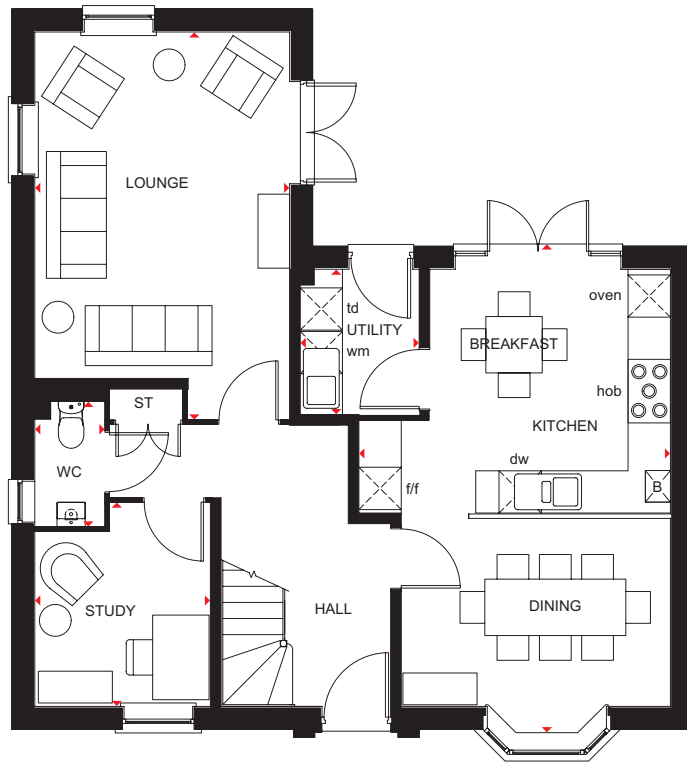 LOUNGE
td
UTILITY
wm
oven
BREAKFAST
hob
ST
KITCHEN
WC
dw
f/f
B
STUDY
HALL
DINING